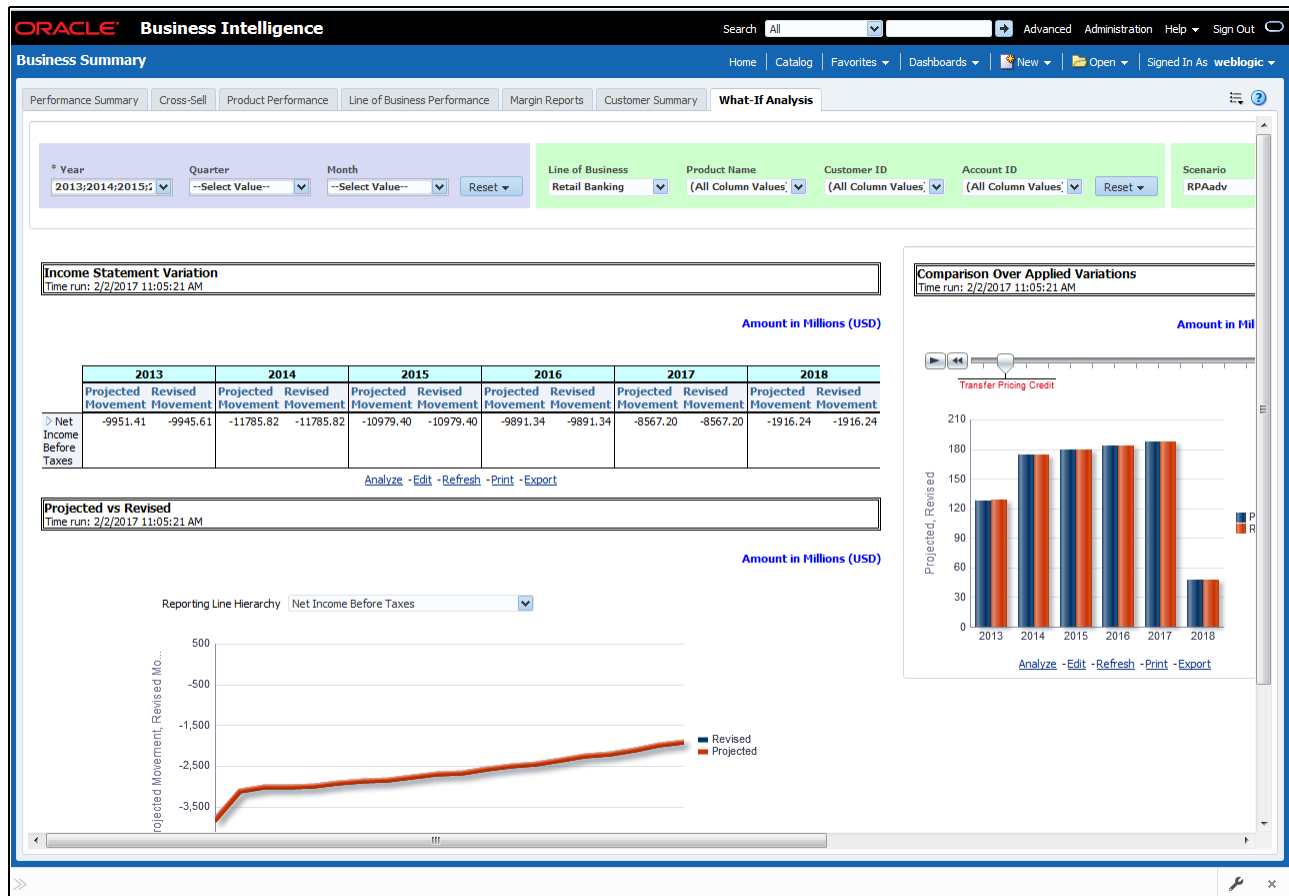 ORACLE Business Intelligence
Search All Advanced Administration Help Sign Out
Business Summary
Home Catalog Favorites Dashboards New Open Signed In As weblogic
Performance Summary Cross-Sell Product Performance Line of Business Performance Margin Reports Customer Summary What-If Analysis
* Year Quarter Month Line of Business Product Name Customer ID Account ID Scenario
2013;2014;2015;2 --Select Value-- --Select Value-- Reset Retail Banking (All Column Values) (All Column Values) (All Column Values) Reset RPAadv
Income Statement Variation
Time run: 2/2/2017 11:05:21 AM
Amount in Millions (USD)
2013 2014 2015 2016 2017 2018
Projected Revised Projected Revised Projected Revised Projected Revised Projected Revised Projected Revised
Movement Movement Movement Movement Movement Movement Movement Movement Movement Movement Movement Movement
Net -9951.41 -9945.61 -11785.82 -11785.82 -10979.40 -10979.40 -9891.34 -9891.34 -8567.20 -8567.20 -1916.24 -1916.24
Income
Before
Taxes
Analyze - Edit - Refresh - Print - Export
Projected vs Revised
Time run: 2/2/2017 11:05:21 AM
Amount in Millions (USD)
Reporting Line Hierarchy Net Income Before Taxes
500
-500
-1,500
-2,500
-3,500
rojected Movement, Revised Mo...
Revised
Projected
Comparison Over Applied Variations
Time run: 2/2/2017 11:05:21 AM
Amount in Mil
Transfer Pricing Credit
210
180
150
120
90
60
30
0
Projected, Revised
2013 2014 2015 2016 2017 2018
P
R
Analyze - Edit - Refresh - Print - Export